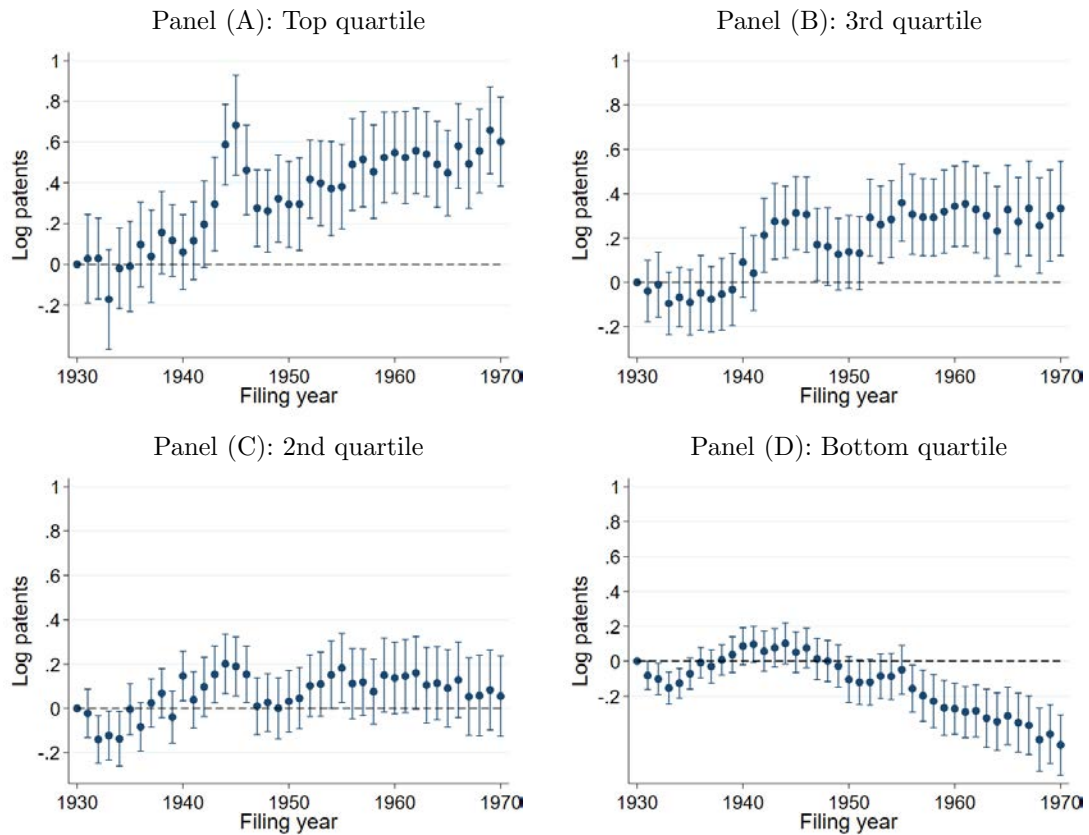 Panel (A): Top quartile
1
.8
.6
.4
.2
0
-.2
Log patents
1930 1940 1950 1960 1970
Filing year
Panel (B): 3rd quartile
1
.8
.6
.4
.2
0
-.2
Log patents
1930 1940 1950 1960 1970
Filing year
Panel (C): 2nd quartile
1
.8
.6
.4
.2
0
-.2
Log patents
1930 1940 1950 1960 1970
Filing year
Panel (D): Bottom quartile
1
.8
.6
.4
.2
0
-.2
Log patents
1930 1940 1950 1960 1970
Filing year